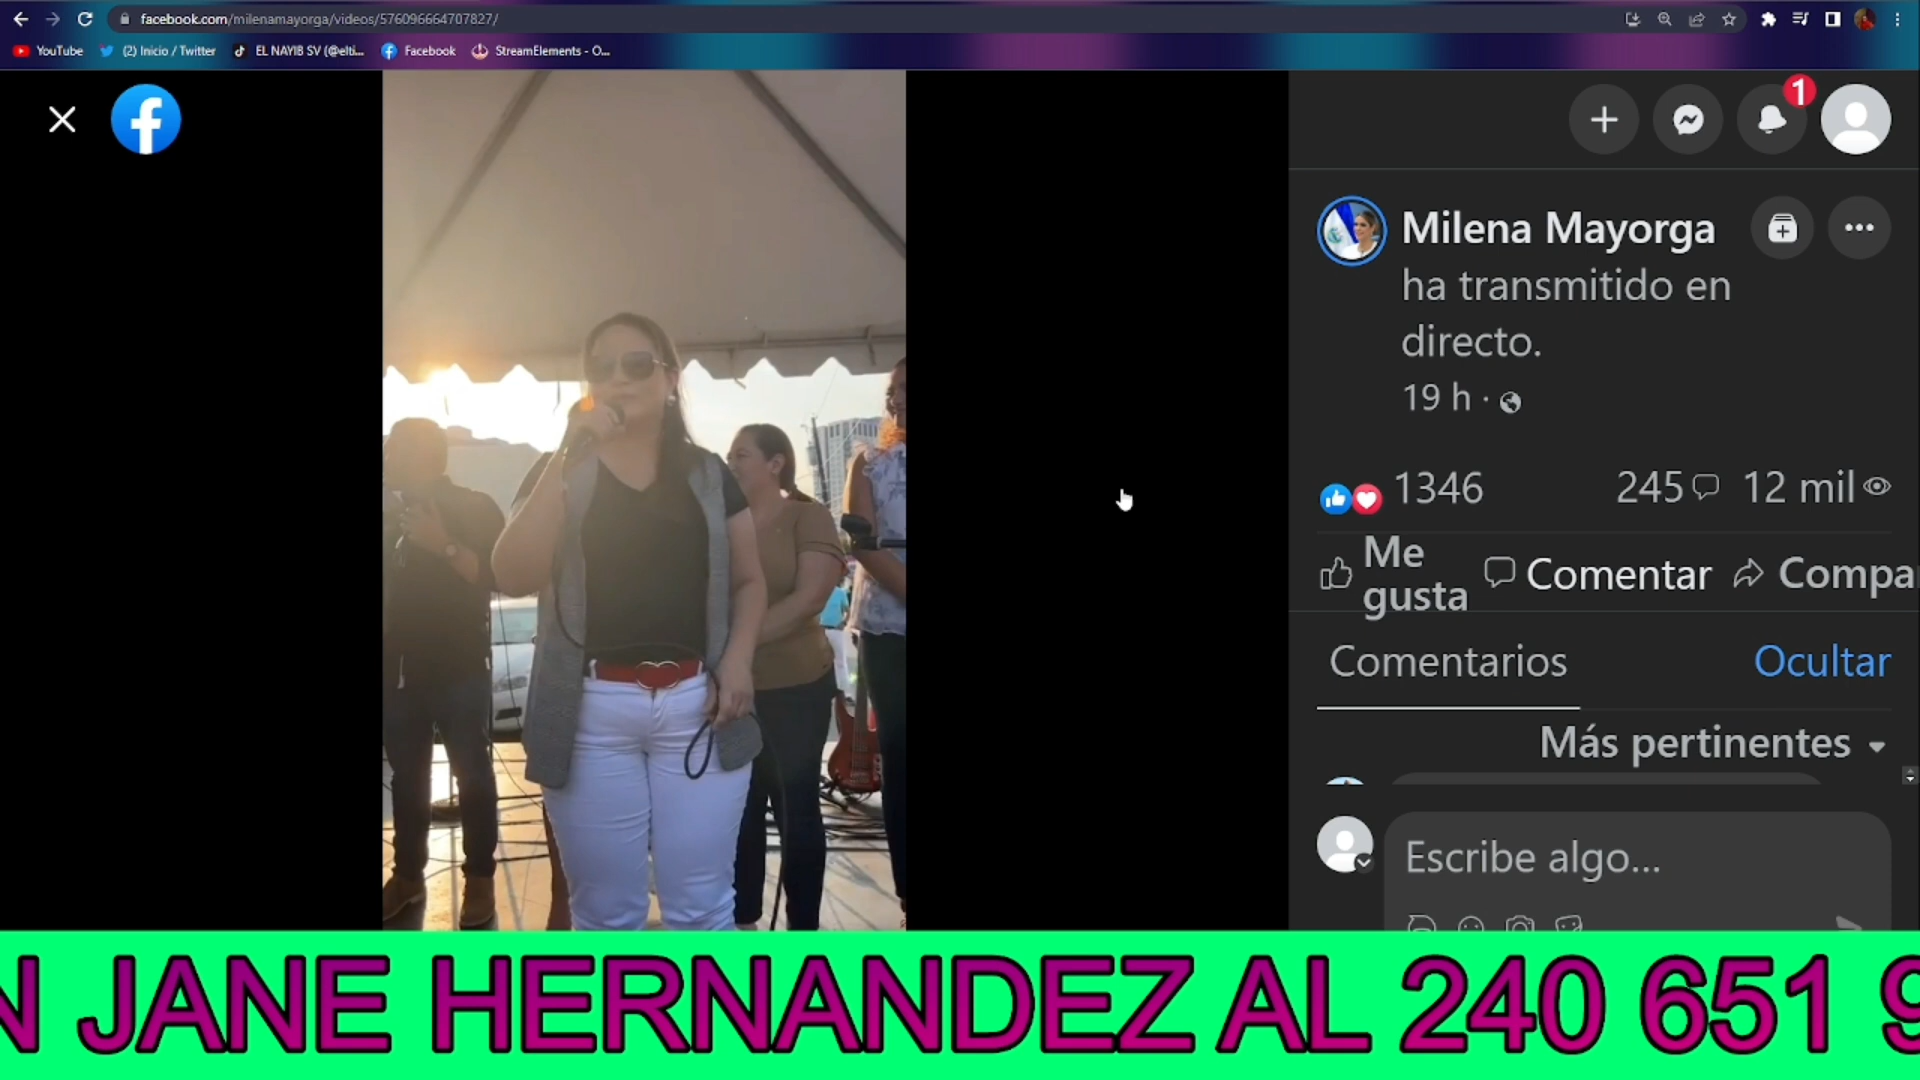 facebook.com/milenamayorga/videos/576096664707827/
YouTube
(2) Inicio / Twitter
EL NAYIB SV (@elti...
Facebook
StreamElements - O...
1
Milena Mayorga
ha transmitido en
directo.
19 h ·
1346
245
12 mil
Me gusta
Comentar
Compa
Comentarios
Ocultar
Más pertinentes
Escribe algo...
N JANE HERNANDEZ AL 240 651 9